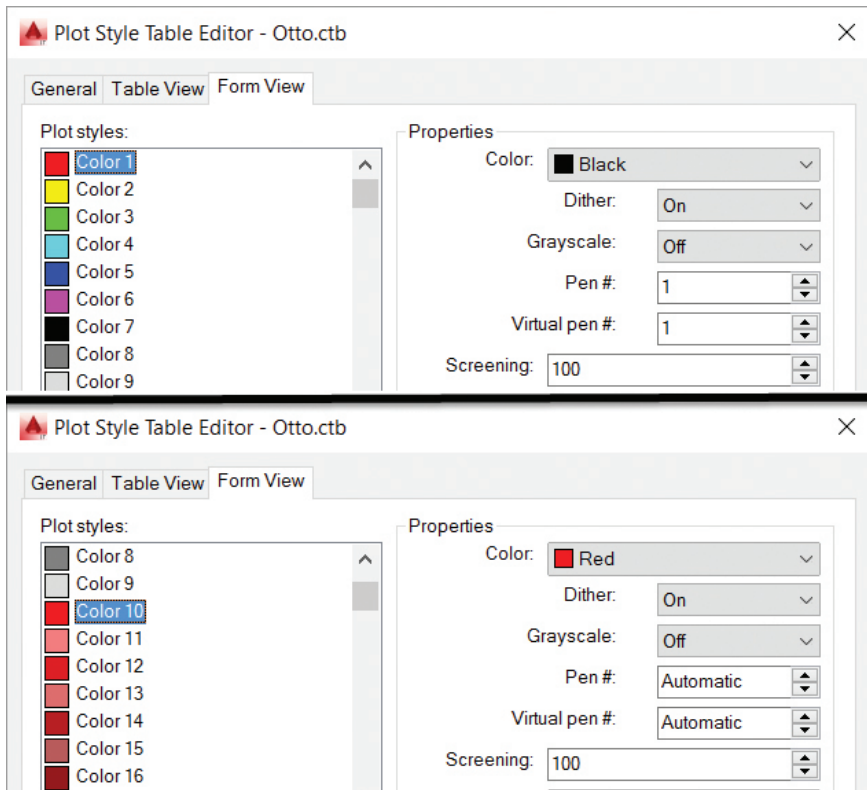 Plot Style Table Editor - Otto.ctb
General Table View Form View
Plot styles:
Color 1
Color 2
Color 3
Color 4
Color 5
Color 6
Color 7
Color 8
Color 9
Properties
Color: Black
Dither: On
Grayscale: Off
Pen #: 1
Virtual pen #: 1
Screening: 100
Plot Style Table Editor - Otto.ctb
General Table View Form View
Plot styles:
Color 8
Color 9
Color 10
Color 11
Color 12
Color 13
Color 14
Color 15
Color 16
Properties
Color: Red
Dither: On
Grayscale: Off
Pen #: Automatic
Virtual pen #: Automatic
Screening: 100